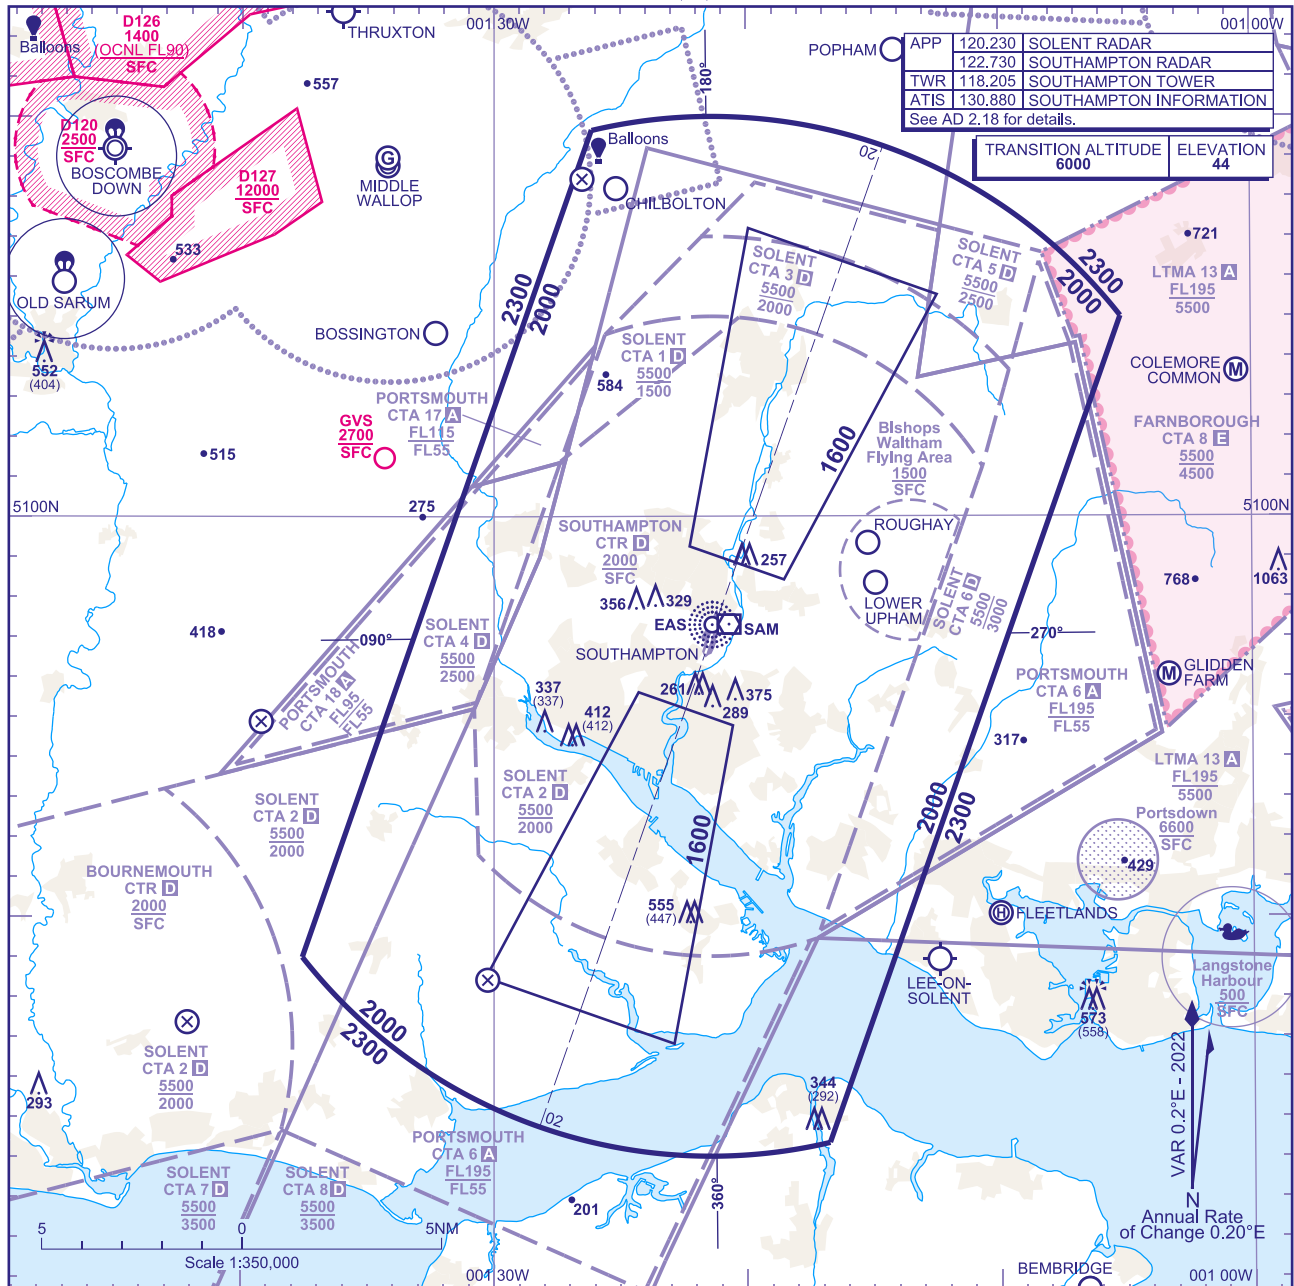 001 30W
001 00W
D126
1400
(OCNL FL90)
SFC
Balloons
THRUXTON
POPHAM
APP 120.230 SOLENT RADAR
122.730 SOUTHAMPTON RADAR
TWR 118.205 SOUTHAMPTON TOWER
ATIS 130.880 SOUTHAMPTON INFORMATION
See AD 2.18 for details.
TRANSITION ALTITUDE
6000
ELEVATION
44
180°
557
D120
2500
SFC
BOSCOMBE
DOWN
D127
12000
SFC
G
MIDDLE
WALLOP
Balloons
CHILBOLTON
20
533
OLD SARUM
552
(404)
BOSSINGTON
2300
2000
SOLENT
CTA 3 D
5500
2000
SOLENT
CTA 5 D
5500
2500
2300
2000
721
LTMA 13 A
FL195
5500
SOLENT
CTA 1 D
5500
1500
584
COLEMORE
COMMON
M
PORTSMOUTH
CTA 17 A
FL115
FL55
GVS
2700
SFC
515
275
1600
Bishops
Waltham
Flying Area
1500
SFC
FARNBOROUGH
CTA 8 E
5500
4500
5100N
5100N
SOUTHAMPTON
CTR D
2000
SFC
257
ROUGHAY
LOWER
UPHAM
SOLENT
CTA 6 D
5500
3000
768
1063
356
329
EAS
SAM
SOUTHAMPTON
418
090°
270°
SOLENT
CTA 4 D
5500
2500
PORTSMOUTH
CTA 18 A
FL95
FL55
337
(337)
412
(412)
261
289
375
PORTSMOUTH
CTA 6 A
FL195
FL55
M
GLIDDEN
FARM
317
LTMA 13 A
FL195
5500
SOLENT
CTA 2 D
5500
2000
SOLENT
CTA 2 D
5500
2000
1600
2000
2300
Portsdown
6600
SFC
429
BOURNEMOUTH
CTR D
2000
SFC
555
(447)
H
FLEETLANDS
LEE-ON-
SOLENT
Langstone
Harbour
500
SFC
573
(558)
2000
2300
SOLENT
CTA 2 D
5500
2000
293
344
(292)
02
VAR 0.2°E - 2022
N
Annual Rate
of Change 0.20°E
PORTSMOUTH
CTA 6 A
FL195
FL55
SOLENT
CTA 7 D
5500
3500
SOLENT
CTA 8 D
5500
3500
360°
201
5 0 5NM
Scale 1:350,000
001 30W
BEMBRIDGE
001 00W